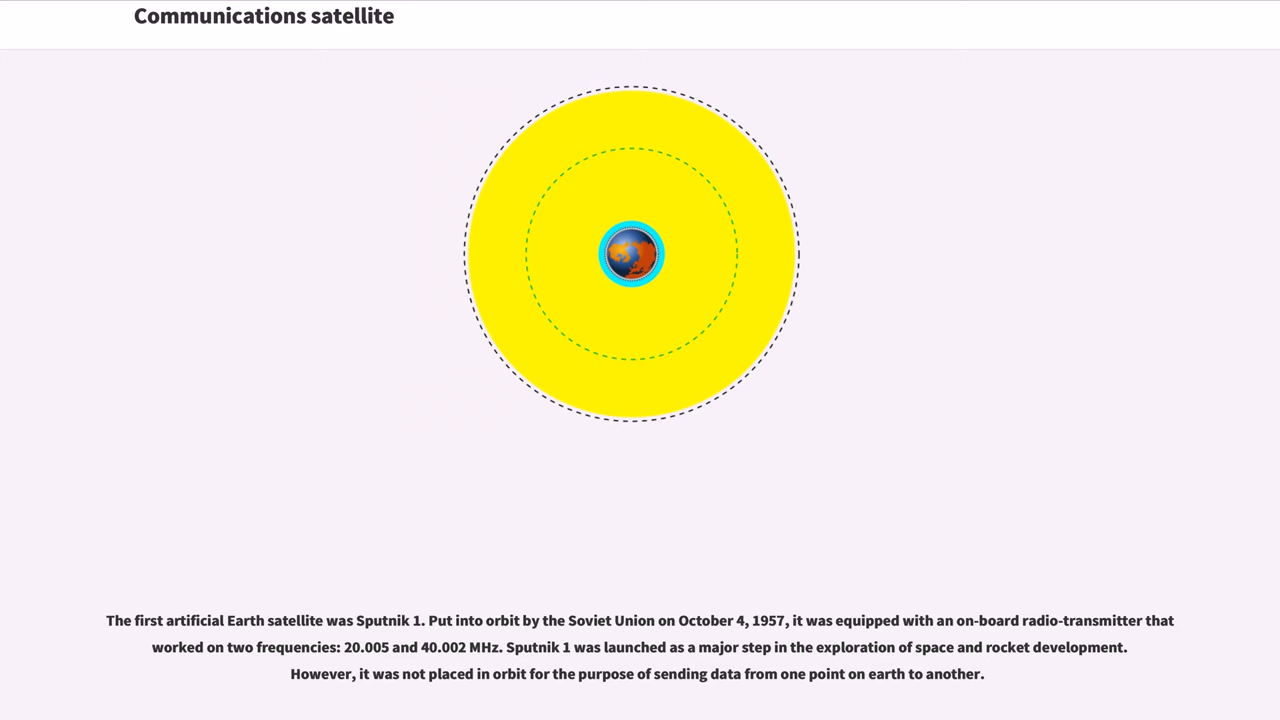 Communications satellite
The first artificial Earth satellite was Sputnik 1. Put into orbit by the Soviet Union on October 4, 1957, it was equipped with an on-board radio-transmitter that
worked on two frequencies: 20.005 and 40.002 MHz. Sputnik 1 was launched as a major step in the exploration of space and rocket development.
However, it was not placed in orbit for the purpose of sending data from one point on earth to another.